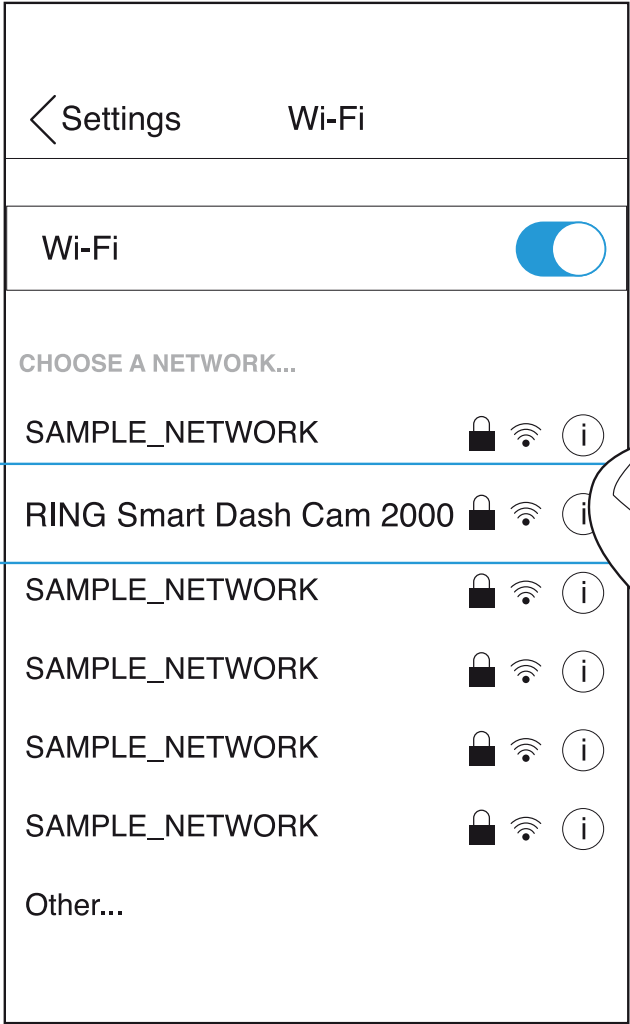 Settings Wi-Fi
Wi-Fi
CHOOSE A NETWORK...
SAMPLE_NETWORK i
RING Smart Dash Cam 2000 i
SAMPLE_NETWORK i
SAMPLE_NETWORK i
SAMPLE_NETWORK i
SAMPLE_NETWORK i
Other...